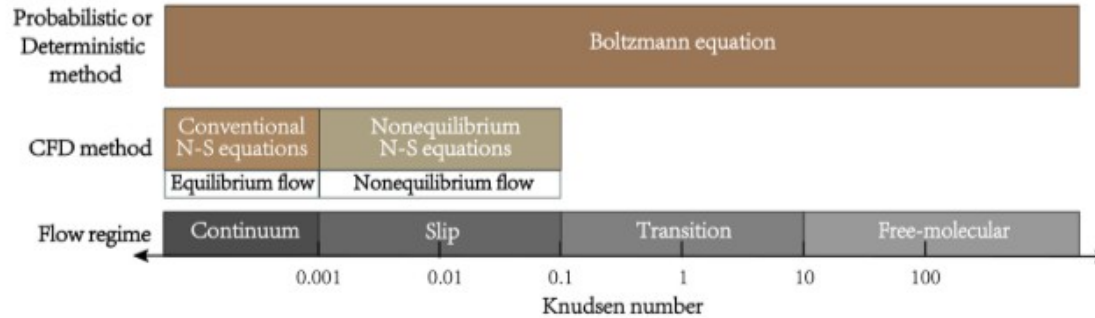 Probabilistic or
Deterministic
method
Boltzmann equation
CFD method
Conventional
N-S equations
Nonequilibrium
N-S equations
Equilibrium flow
Nonequilibrium flow
Flow regime
Continuum
Slip
Transition
Free-molecular
0.001
0.01
0.1
1
10
100
Knudsen number